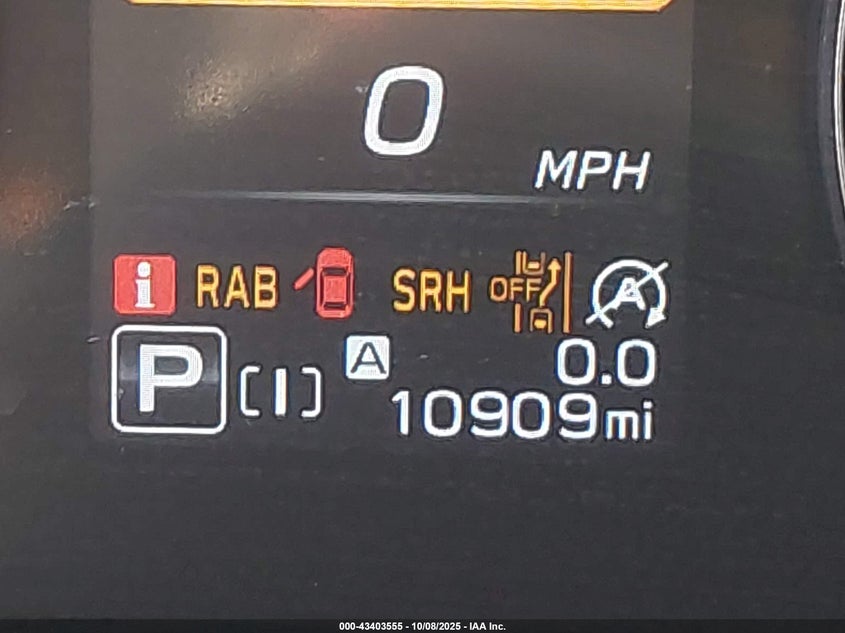 0
MPH
i RAB SRH OFF A
P [I] A 0.0
10909mi
000-43403555 - 10/08/2025 - IAA Inc.